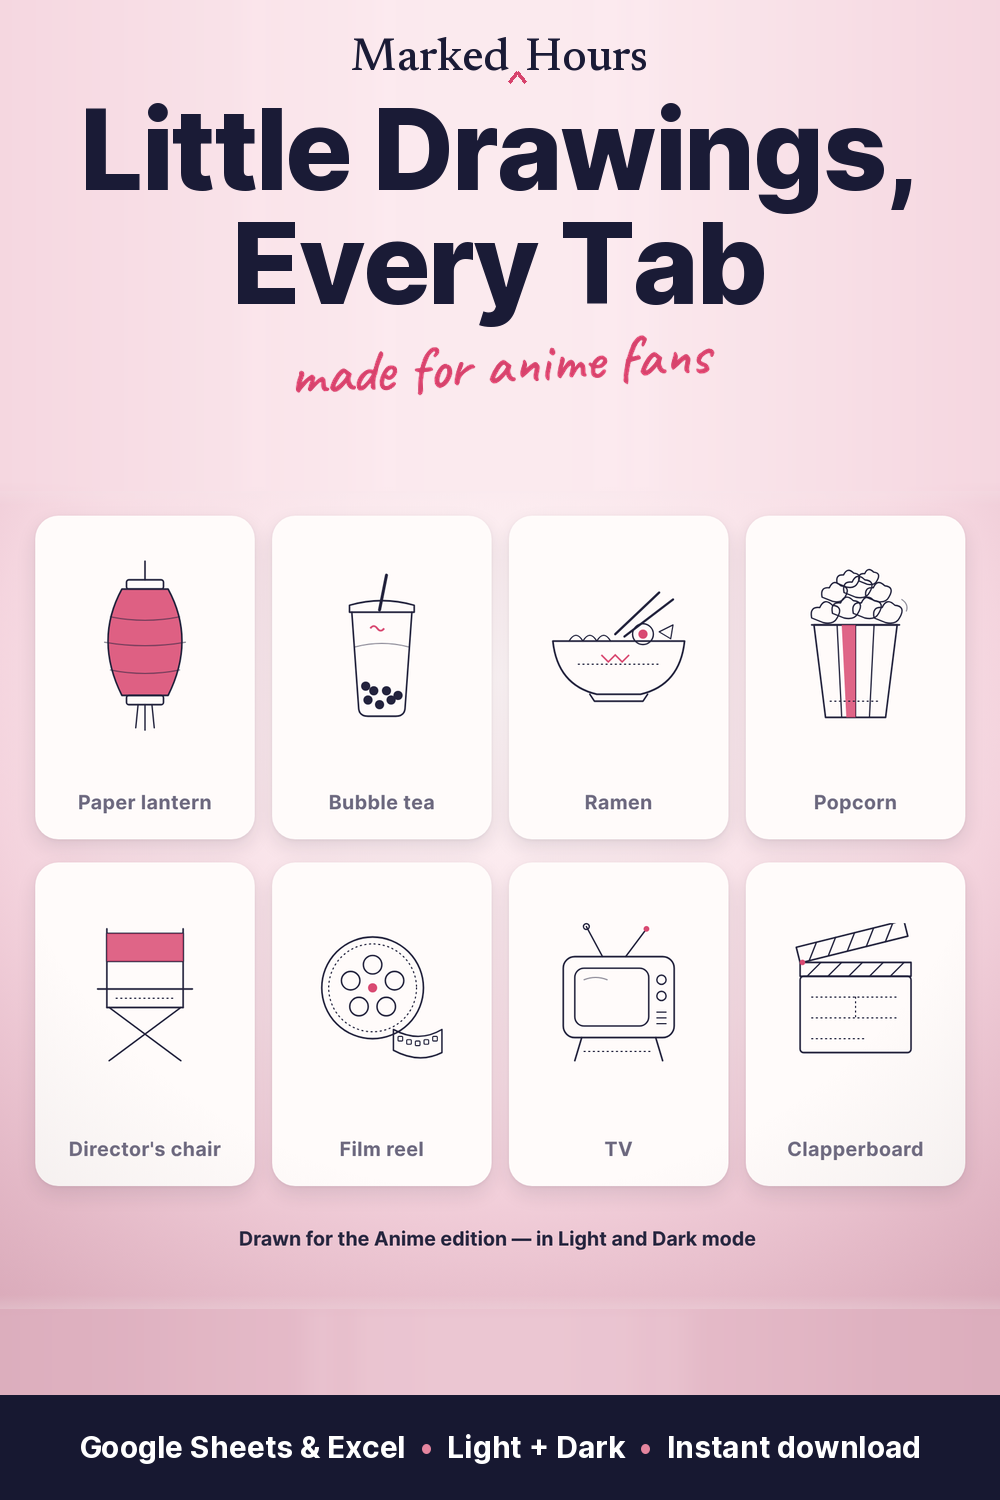 Marked Hours
Little Drawings,
Every Tab
made for anime fans
Paper lantern
Bubble tea
Ramen
Popcorn
Director's chair
Film reel
TV
Clapperboard
Drawn for the Anime edition — in Light and Dark mode
Google Sheets & Excel • Light + Dark • Instant download